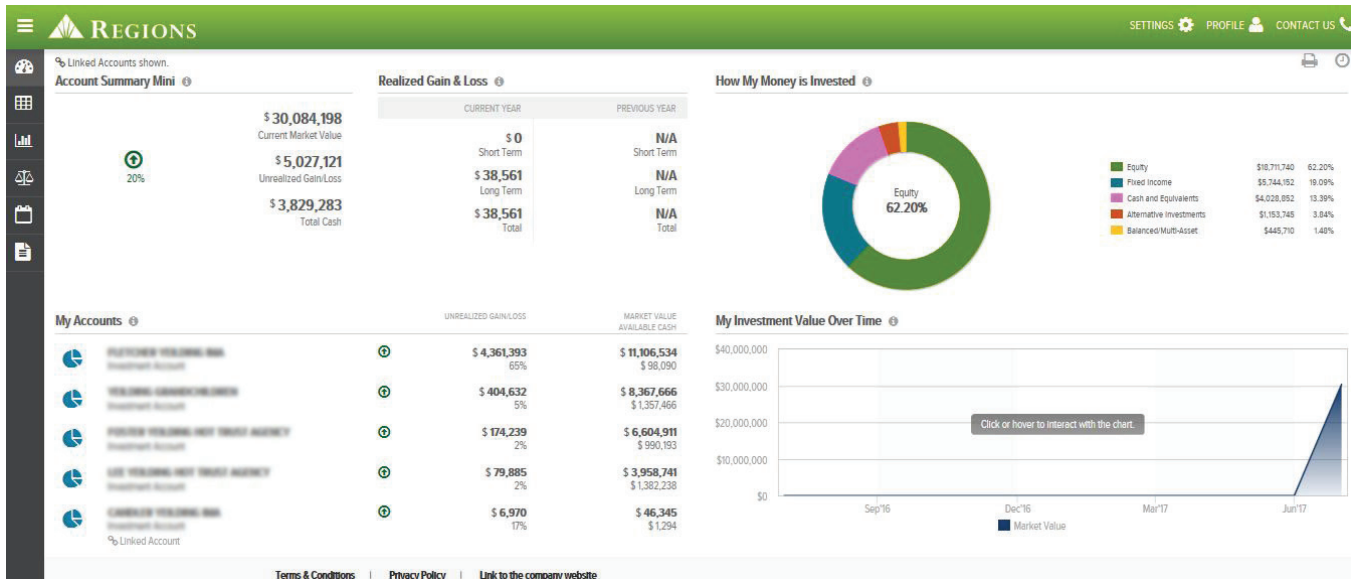 REGIONS
SETTINGS PROFILE CONTACT US
Linked Accounts shown.
Account Summary Mini
$ 30,084,198
Current Market Value
20%
$ 5,027,121
Unrealized Gain/Loss
$ 3,829,283
Total Cash
Realized Gain & Loss
CURRENT YEAR PREVIOUS YEAR
$ 0 N/A
Short Term Short Term
$ 38,561 N/A
Long Term Long Term
$ 38,561 N/A
Total Total
How My Money is Invested
Equity
62.20%
Equity $18,711,740 62.20%
Fixed Income $5,744,152 19.09%
Cash and Equivalents $4,028,852 13.39%
Alternative Investments $1,153,745 3.84%
Balanced/Multi-Asset $445,710 1.48%
My Accounts UNREALIZED GAIN/LOSS MARKET VALUE
AVAILABLE CASH
$ 4,361,393 $ 11,106,534
65% $ 98,090
$ 404,632 $ 8,367,666
5% $ 1,357,466
$ 174,239 $ 6,604,911
2% $ 990,193
$ 79,885 $ 3,958,741
2% $ 1,382,238
$ 6,970 $ 46,345
17% $ 1,294
Linked Account
My Investment Value Over Time
$40,000,000
$30,000,000
$20,000,000
$10,000,000
$0
Click or hover to interact with the chart.
Sep'16 Dec'16 Mar'17 Jun'17
Market Value
Terms & Conditions | Privacy Policy | Link to the company website